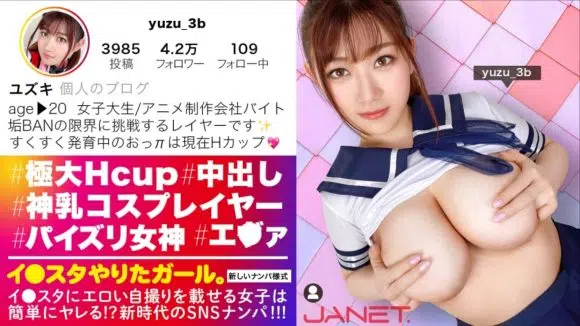 yuzu_3b
3985 4.2万 109
投稿 フォロワー フォロー中
ユズキ 個人のブログ
age▶20 女子大生/アニメ制作会社バイト
垢BANの限界に挑戦するレイヤーです✨
すくすく発育中のおっπは現在Hカップ💖
#極大Hcup #中出し
#神乳コスプレイヤー
#パイズリ女神 #エ●ァ
イ●スタやりたガール。 新しいナンパ様式
イ●スタにエロい自撮りを載せる女子は
簡単にヤレる!?新時代のSNSナンパ!!!
yuzu_3b
JANET.